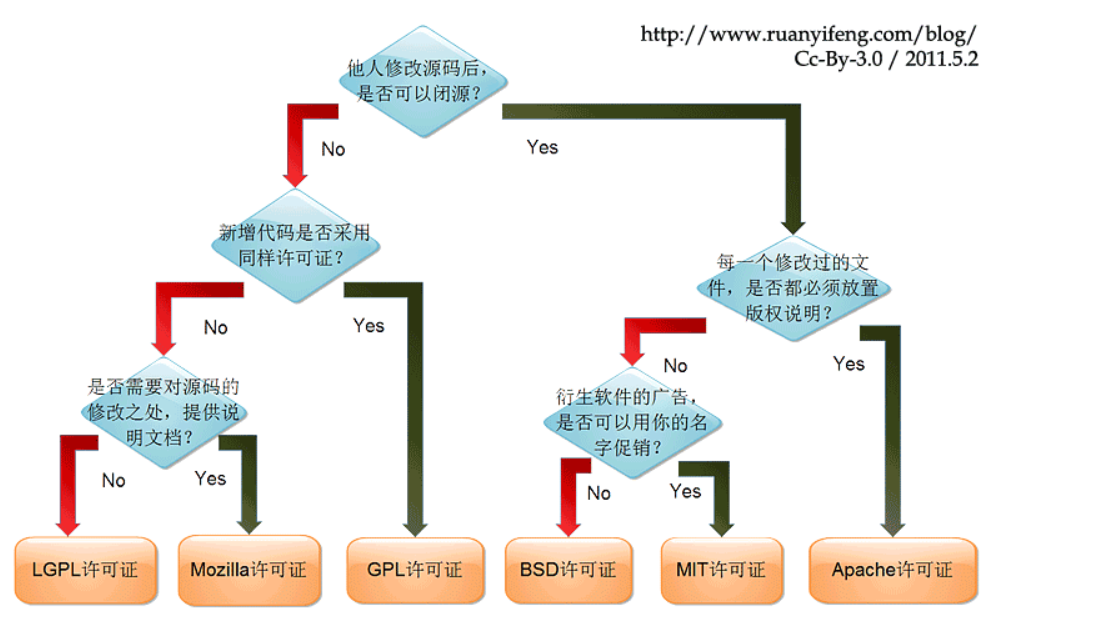 http://www.ruanyifeng.com/blog/
Cc-By-3.0 / 2011.5.2
他人修改源码后，
是否可以闭源？
No
Yes
新增代码是否采用
同样许可证？
每一个修改过的文
件，是否都必须放置
版权说明？
No
Yes
No
Yes
是否需要对源码的
修改之处，提供说
明文档？
衍生软件的广告，
是否可以用你的名
字促销？
No
Yes
No
Yes
LGPL许可证
Mozilla许可证
GPL许可证
BSD许可证
MIT许可证
Apache许可证